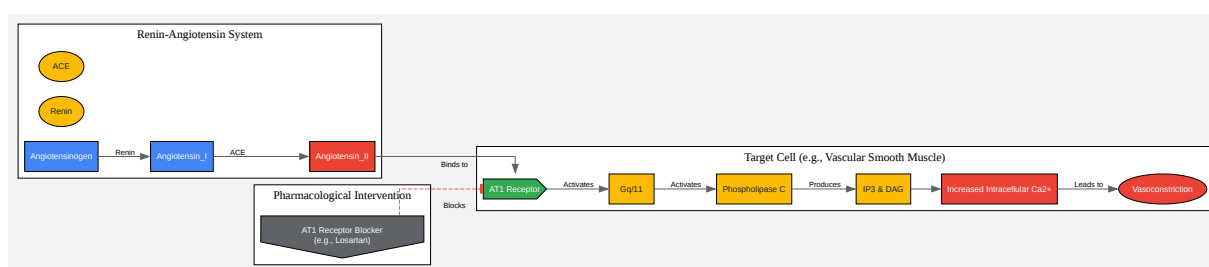 Renin-Angiotensin System
ACE
Renin
Angiotensinogen
Renin
Angiotensin_I
ACE
Angiotensin_II
Binds to
Target Cell (e.g., Vascular Smooth Muscle)
AT1 Receptor
Activates
Gq/11
Activates
Phospholipase C
Produces
IP3 & DAG
Increased Intracellular Ca2+
Leads to
Vasoconstriction
Pharmacological Intervention
Blocks
AT1 Receptor Blocker
(e.g., Losartan)